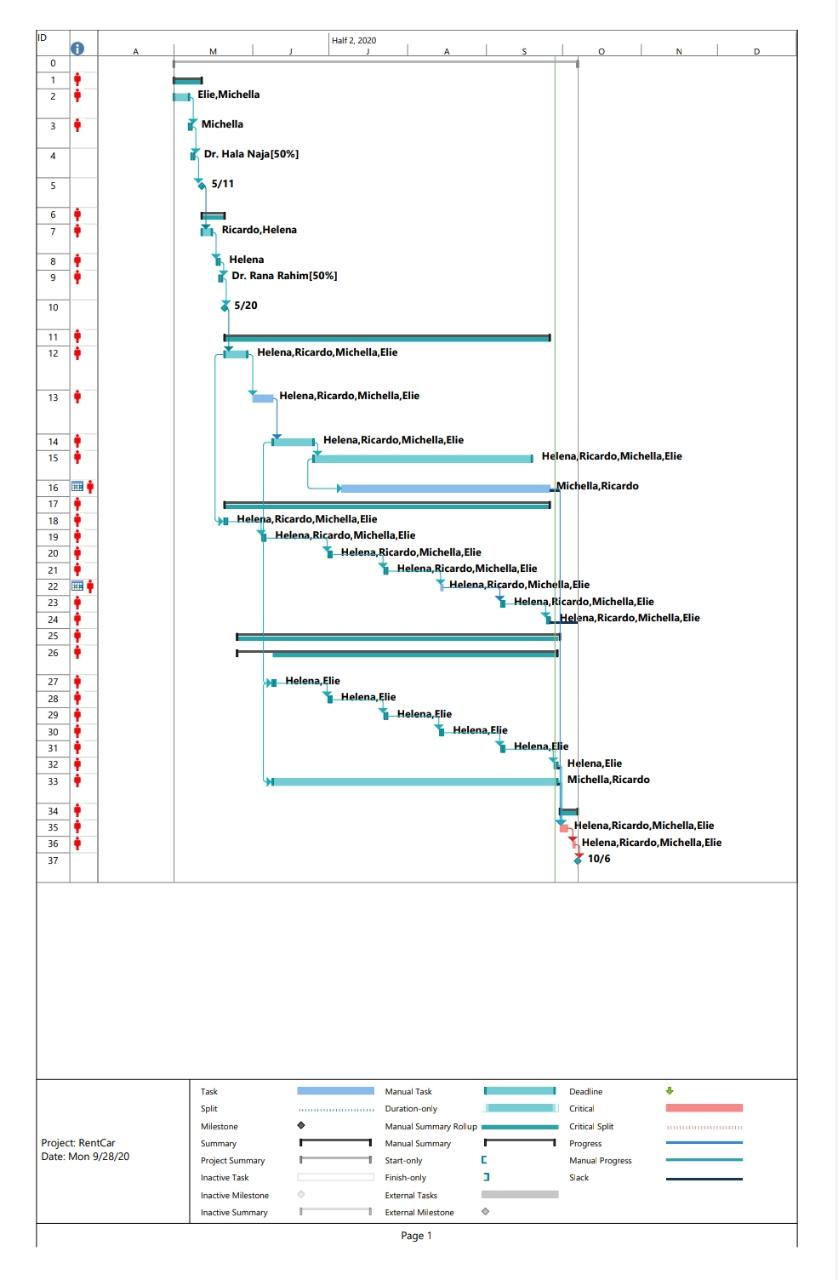 ID
Half 2, 2020
A M J J A S O N D
0
1
2 Elie,Michella
3 Michella
4 Dr. Hala Naja[50%]
5 5/11
6
7 Ricardo,Helena
8 Helena
9 Dr. Rana Rahim[50%]
10 5/20
11
12 Helena,Ricardo,Michella,Elie
13 Helena,Ricardo,Michella,Elie
14 Helena,Ricardo,Michella,Elie
15 Helena,Ricardo,Michella,Elie
16 Michella,Ricardo
17
18 Helena,Ricardo,Michella,Elie
19 Helena,Ricardo,Michella,Elie
20 Helena,Ricardo,Michella,Elie
21 Helena,Ricardo,Michella,Elie
22 Helena,Ricardo,Michella,Elie
23 Helena,Ricardo,Michella,Elie
24 Helena,Ricardo,Michella,Elie
25
26
27 Helena,Elie
28 Helena,Elie
29 Helena,Elie
30 Helena,Elie
31 Helena,Elie
32 Helena,Elie
33 Michella,Ricardo
34
35 Helena,Ricardo,Michella,Elie
36 Helena,Ricardo,Michella,Elie
37 10/6
Project: RentCar
Date: Mon 9/28/20
Task
Split
Milestone
Summary
Project Summary
Inactive Task
Inactive Milestone
Inactive Summary
Manual Task
Duration-only
Manual Summary Rollup
Manual Summary
Start-only
Finish-only
External Tasks
External Milestone
Deadline
Critical
Critical Split
Progress
Manual Progress
Slack
Page 1